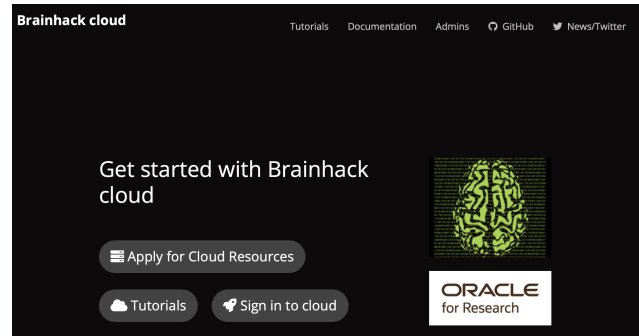 Brainhack cloud
Tutorials Documentation Admins GitHub News/Twitter
Get started with Brainhack
cloud
Apply for Cloud Resources
Tutorials Sign in to cloud
ORACLE
for Research